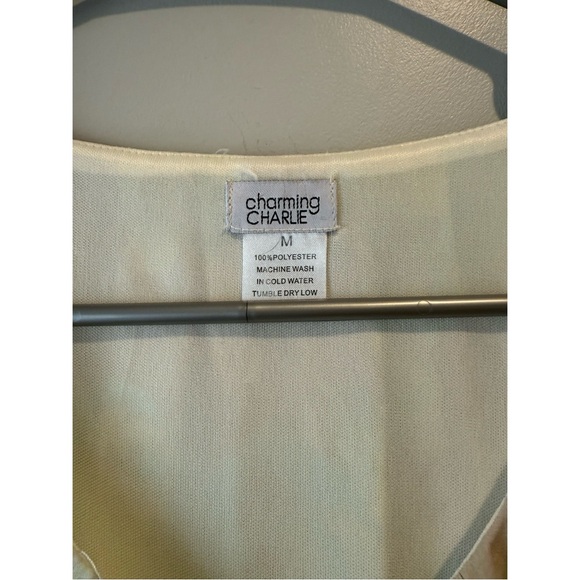 charming
CHARLIE
M
100%POLYESTER
MACHINE WASH
IN COLD WATER
TUMBLE DRY LOW